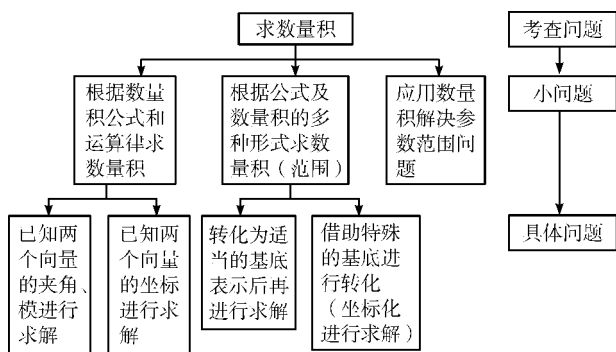 求数量积
考查问题
根据数量
积公式和
运算律求
数量积
根据公式及
数量积的多
种形式求数
量积（范围）
应用数量
积解决参
数范围问
题
小问题
已知两
个向量
的夹角、
模进行
求解
已知两
个向量
的坐标
进行求
解
转化为适
当的基底
表示后再
进行求解
借助特殊
的基底进
行转化
（坐标化
进行求解）
具体问题